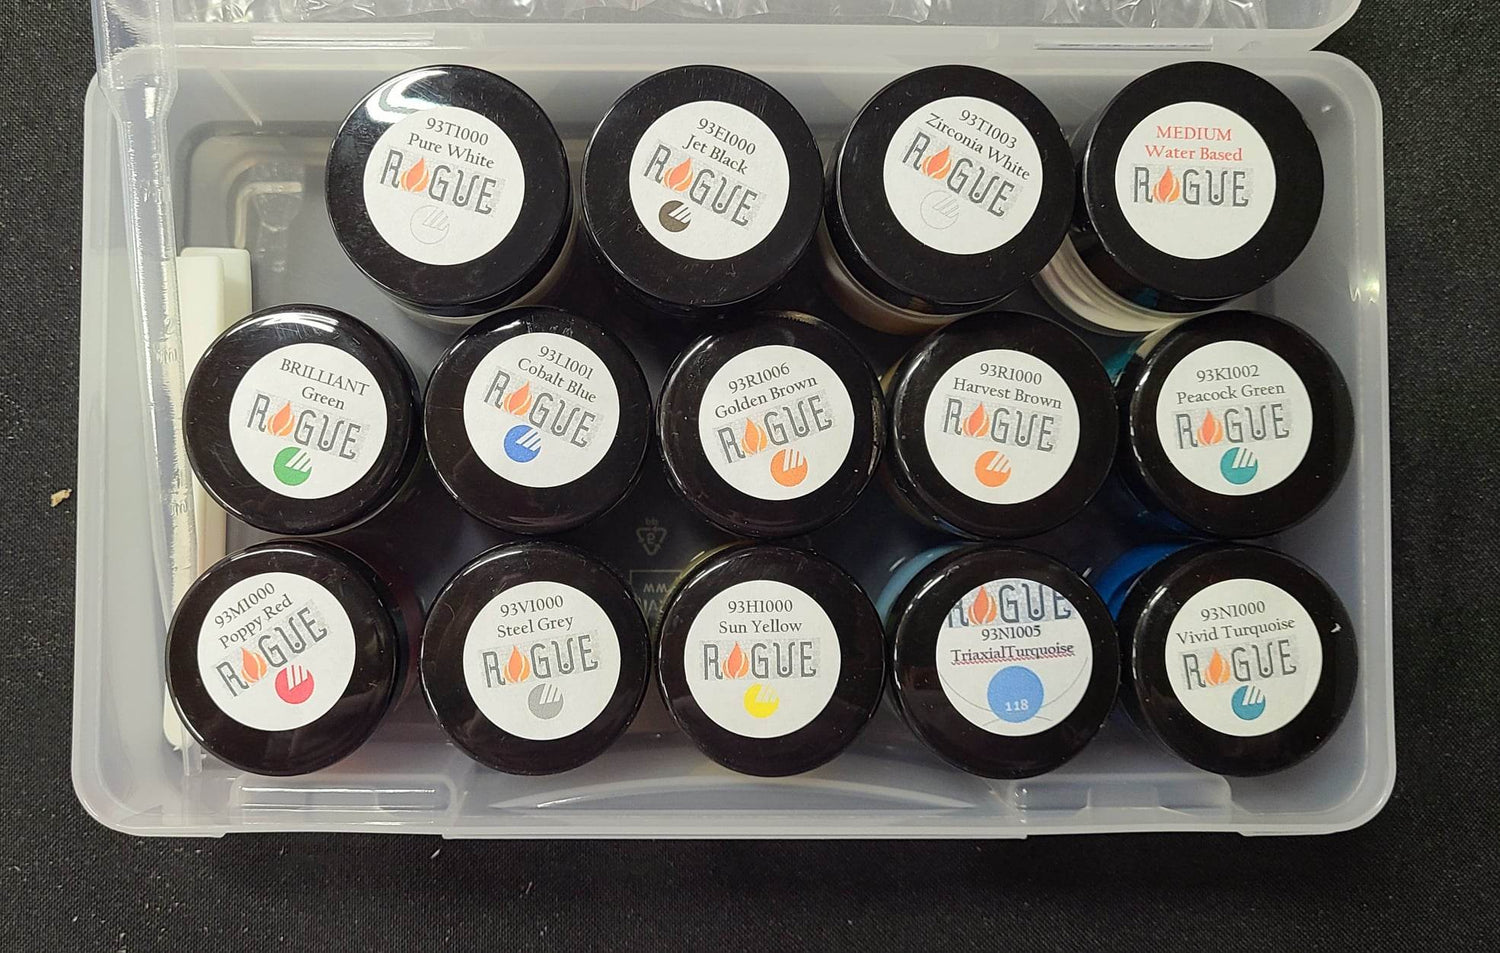 93T1000
Pure White
ROGUE
93E1000
Jet Black
ROGUE
93T1003
Zirconia White
ROGUE
MEDIUM
Water Based
ROGUE
BRILLIANT
Green
ROGUE
93L1001
Cobalt Blue
ROGUE
93R1006
Golden Brown
ROGUE
93R1000
Harvest Brown
ROGUE
93K1002
Peacock Green
ROGUE
93M1000
Poppy Red
ROGUE
93V1000
Steel Grey
ROGUE
93H1000
Sun Yellow
ROGUE
ROGUE
93N1005
TriaxialTurquoise
118
93N1000
Vivid Turquoise
ROGUE